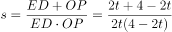 s = \frac{ED + OP}{ED \cdot OP} = \frac{2t + 4 - 2t}{2t(4 - 2t)}